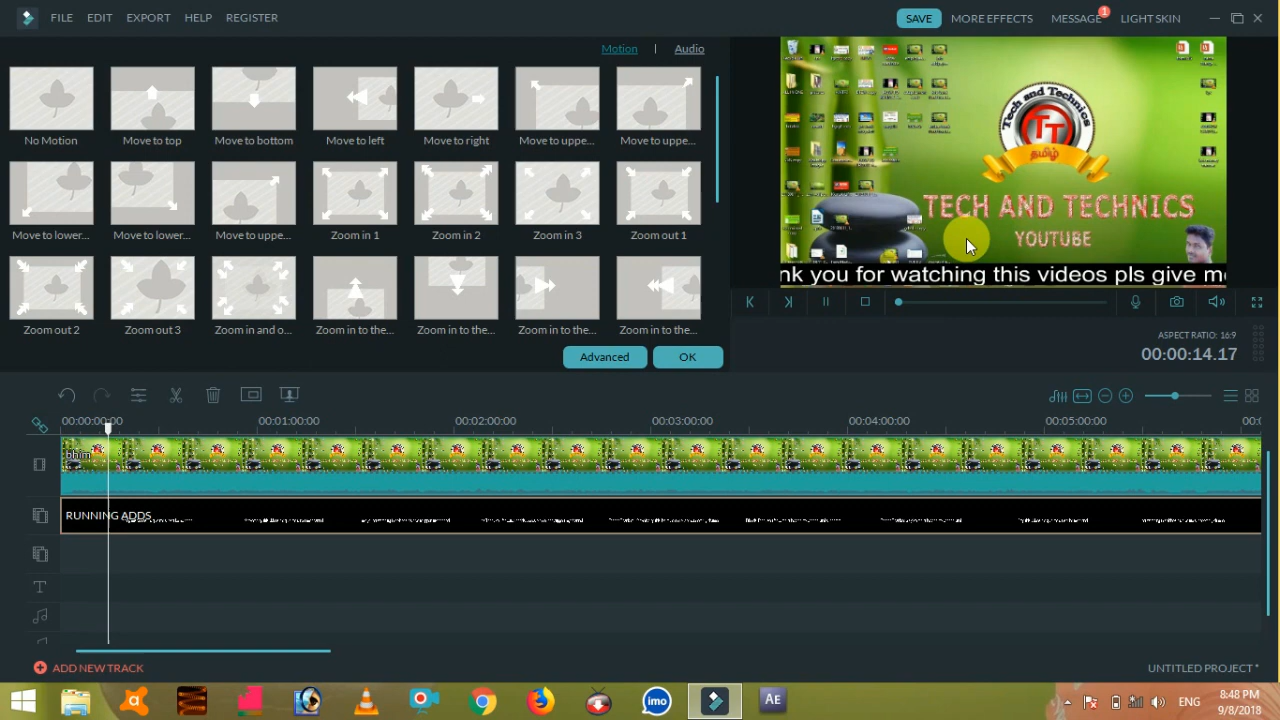 FILE EDIT EXPORT HELP REGISTER SAVE MORE EFFECTS MESSAGE 1 LIGHT SKIN
Motion | Audio
No Motion Move to top Move to bottom Move to left Move to right Move to uppe... Move to uppe...
Move to lower... Move to lower... Move to uppe... Zoom in 1 Zoom in 2 Zoom in 3 Zoom out 1
Zoom out 2 Zoom out 3 Zoom in and o... Zoom in to the... Zoom in to the... Zoom in to the... Zoom in to the...
Advanced OK
Tech and Technics
TT
தமிழ்
TECH AND TECHNICS
YOUTUBE
nk you for watching this videos pls give me
ASPECT RATIO: 16:9
00:00:14.17
00:00:00:00 00:01:00:00 00:02:00:00 00:03:00:00 00:04:00:00 00:05:00:00 00:0
bhim
RUNNING ADDS
ADD NEW TRACK UNTITLED PROJECT *
imo AE ENG 8:48 PM
9/8/2018